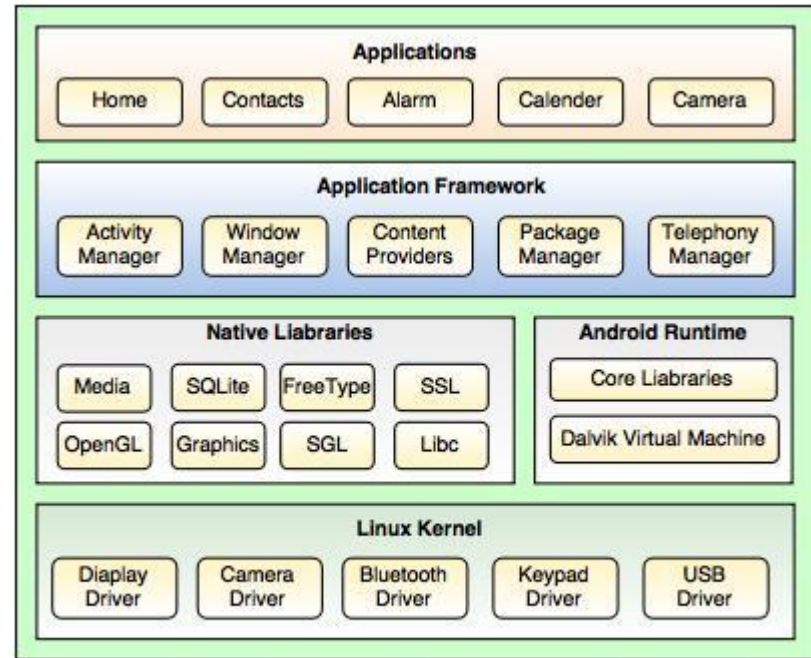 Applications
Home
Contacts
Alarm
Calender
Camera
Application Framework
Activity
Manager
Window
Manager
Content
Providers
Package
Manager
Telephony
Manager
Native Liabraries
Media
SQLite
FreeType
SSL
OpenGL
Graphics
SGL
Libc
Android Runtime
Core Liabraries
Dalvik Virtual Machine
Linux Kernel
Diaplay
Driver
Camera
Driver
Bluetooth
Driver
Keypad
Driver
USB
Driver